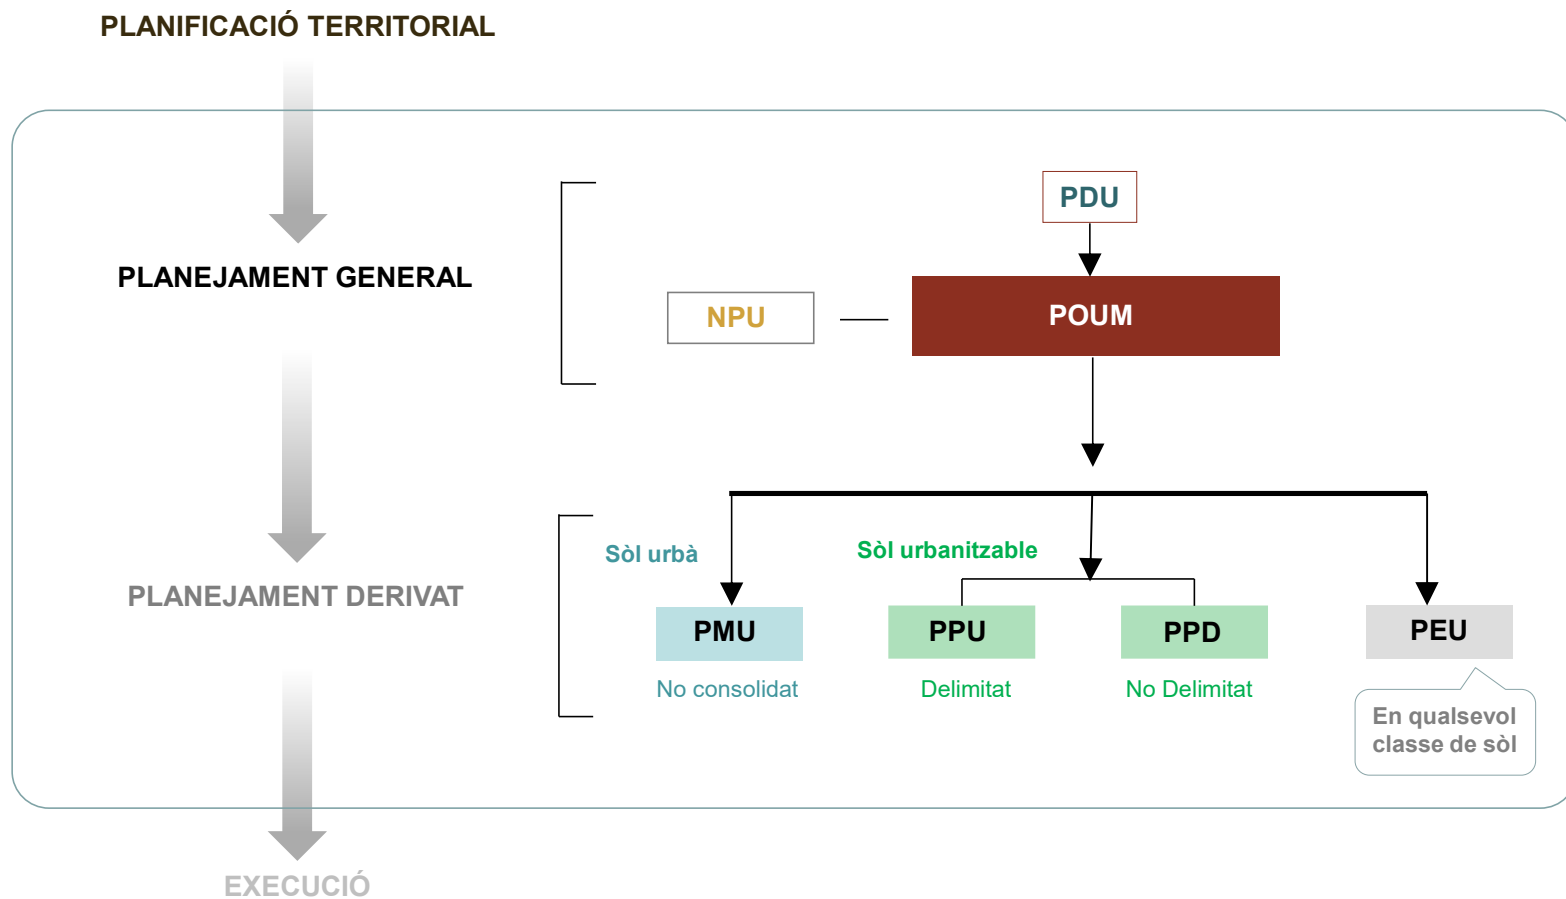 PLANIFICACIÓ TERRITORIAL
PDU
PLANEJAMENT GENERAL
NPU
POUM
Sòl urbà
Sòl urbanitzable
PLANEJAMENT DERIVAT
PMU
PPU
PPD
PEU
No consolidat
Delimitat
No Delimitat
En qualsevol
classe de sòl
EXECUCIÓ